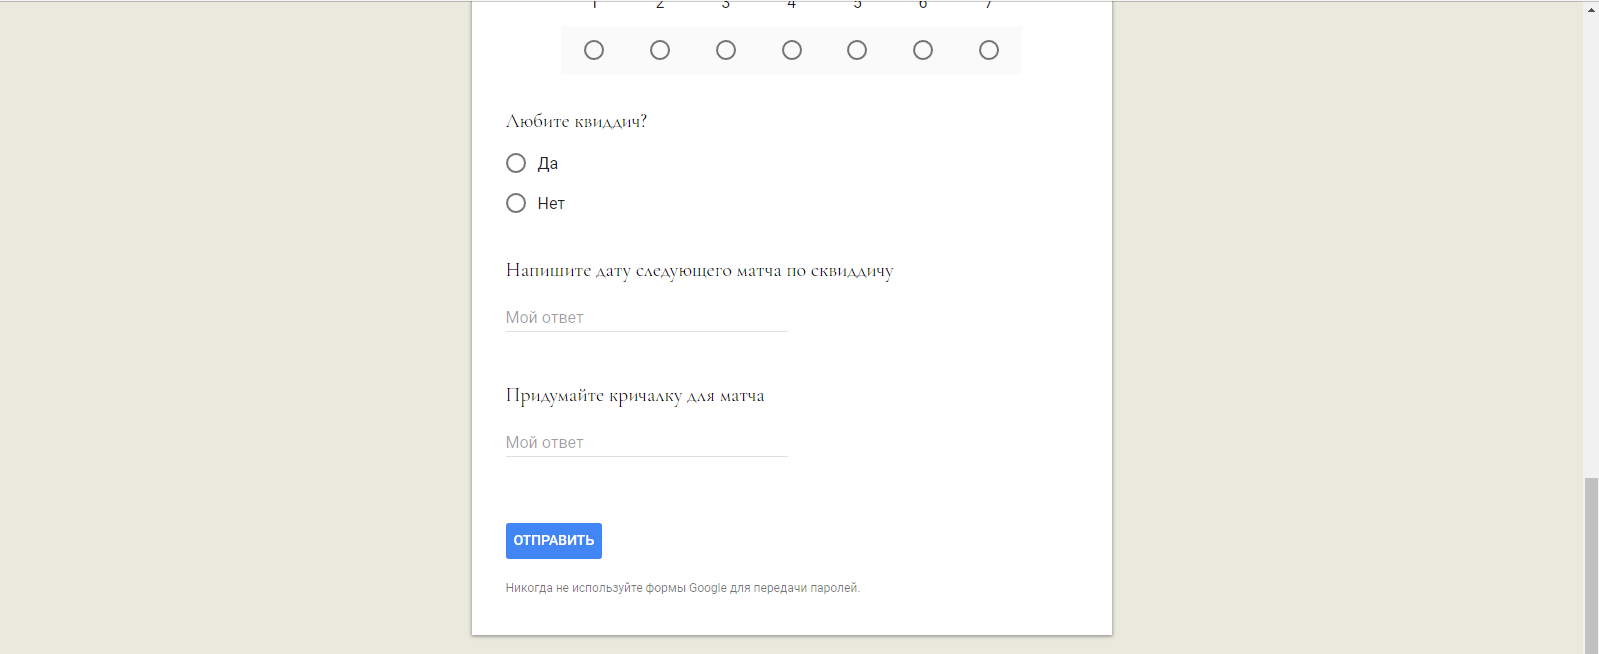 1 2 3 4 5 6 7
Любите квиддич?
Да
Нет
Напишите дату следующего матча по сквиддичу
Мой ответ
Придумайте кричалку для матча
Мой ответ
ОТПРАВИТЬ
Никогда не используйте формы Google для передачи паролей.